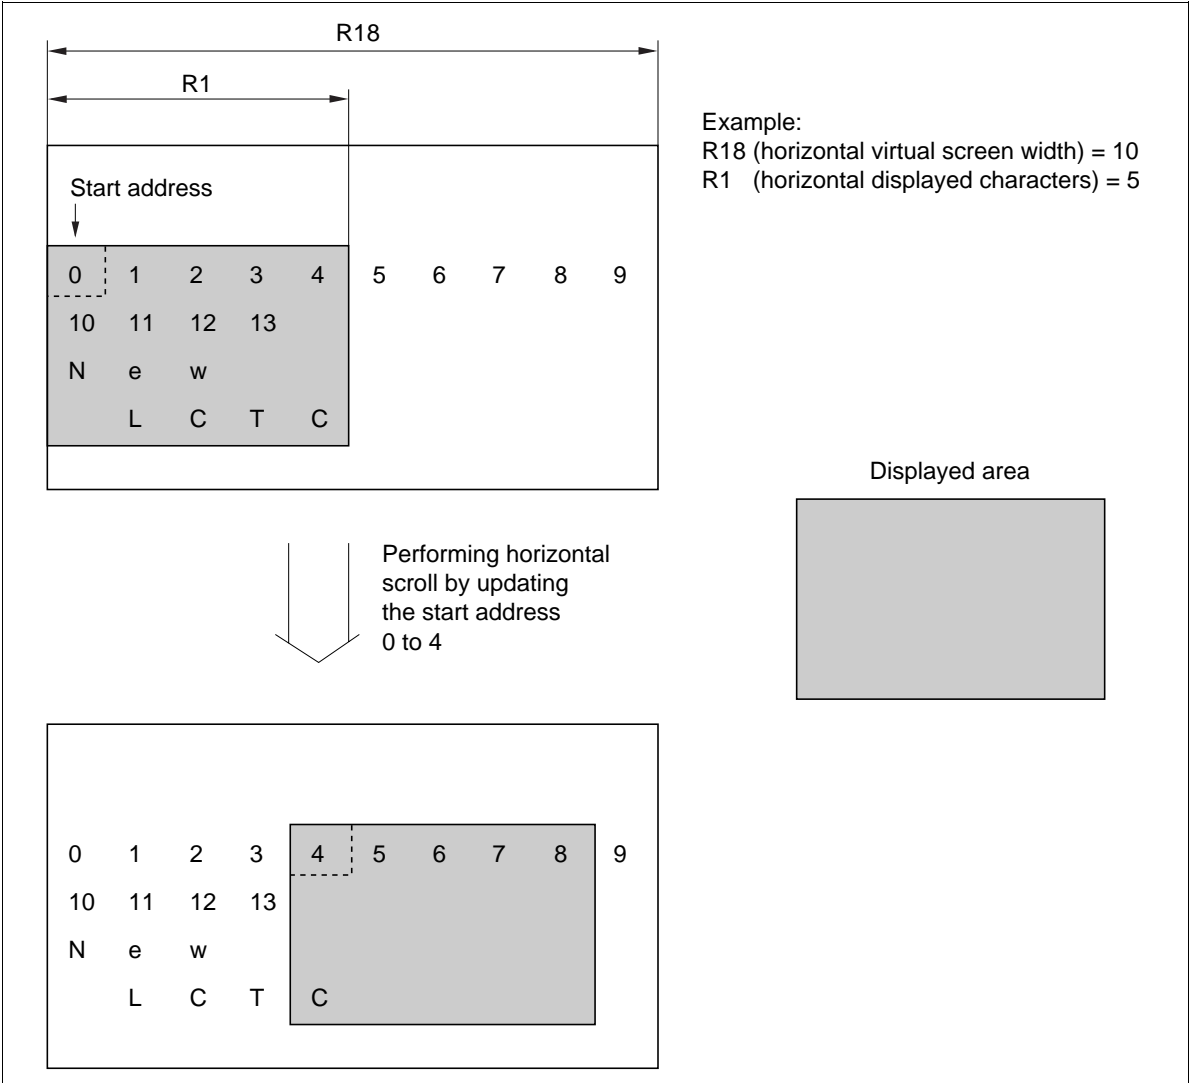 R18
R1
Example:
R18 (horizontal virtual screen width) = 10
R1 (horizontal displayed characters) = 5
Start address
0 1 2 3 4 5 6 7 8 9
10 11 12 13
N e w
L C T C
Displayed area
Performing horizontal
scroll by updating
the start address
0 to 4
0 1 2 3 4 5 6 7 8 9
10 11 12 13
N e w
L C T C